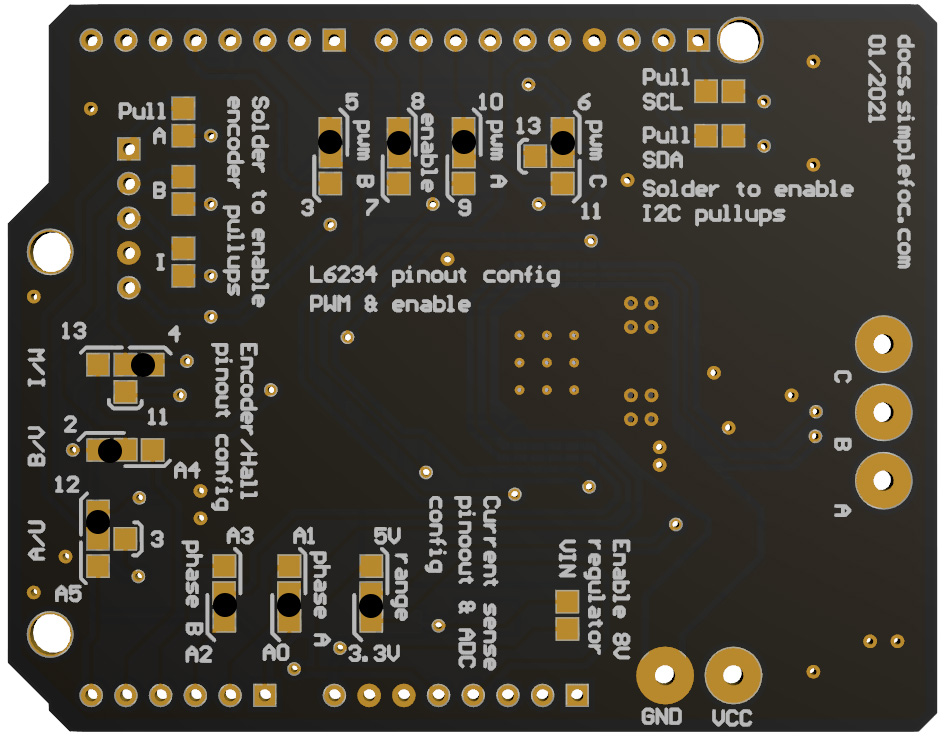 docs.simplefoc.com
01/2021
Pull
SCL
Pull
SDA
Solder to enable
I2C pullups
Pull
A
B
I
Solder to enable
encoder pullups
5
pwm B
3
8
enable
7
10
pwm A
9
6
13
pwm C
11
L6234 pinout config
PWM & enable
13
4
I/W
11
2
B/V
A4
12
A/U
3
A5
Encoder/Hall
pinout config
A3
phase B
A2
A1
phase A
A0
5V
range
3.3V
Current sense
pinoout & ADC
config
Enable 8V
regulator
VIN
C
B
A
GND
VCC